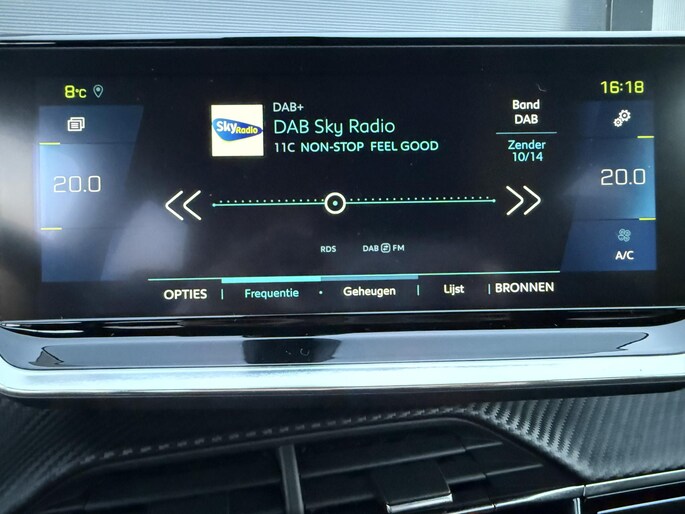 8°C
16:18
Sky Radio
DAB+
DAB Sky Radio
11C NON-STOP FEEL GOOD
Band
DAB
Zender
10/14
20.0
20.0
RDS
DAB FM
A/C
OPTIES | Frequentie • Geheugen | Lijst | BRONNEN